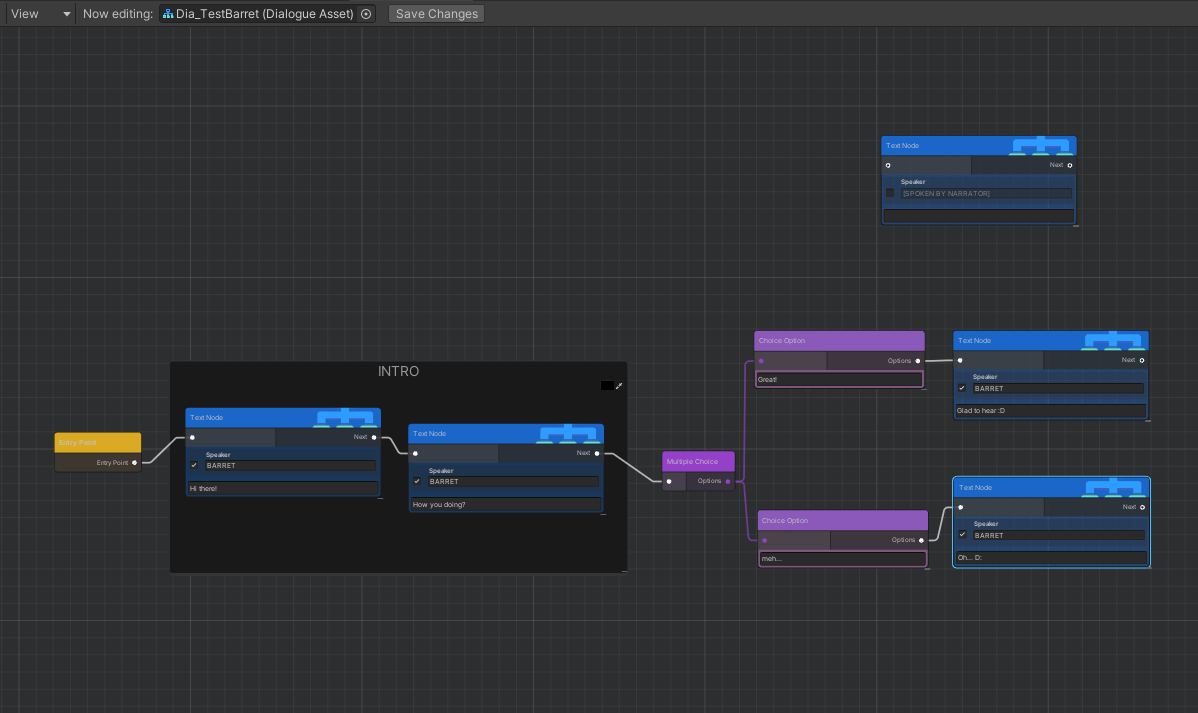 View
Now editing:
Dia_TestBarret (Dialogue Asset)
Save Changes
Text Node
Next
Speaker
[SPOKEN BY NARRATOR]
INTRO
Entry Point
Entry Point
Text Node
Next
Speaker
BARRET
Hi there!
Text Node
Next
Speaker
BARRET
How you doing?
Multiple Choice
Options
Choice Option
Options
Great!
Text Node
Next
Speaker
BARRET
Glad to hear :D
Choice Option
Options
meh...
Text Node
Next
Speaker
BARRET
Oh... D: